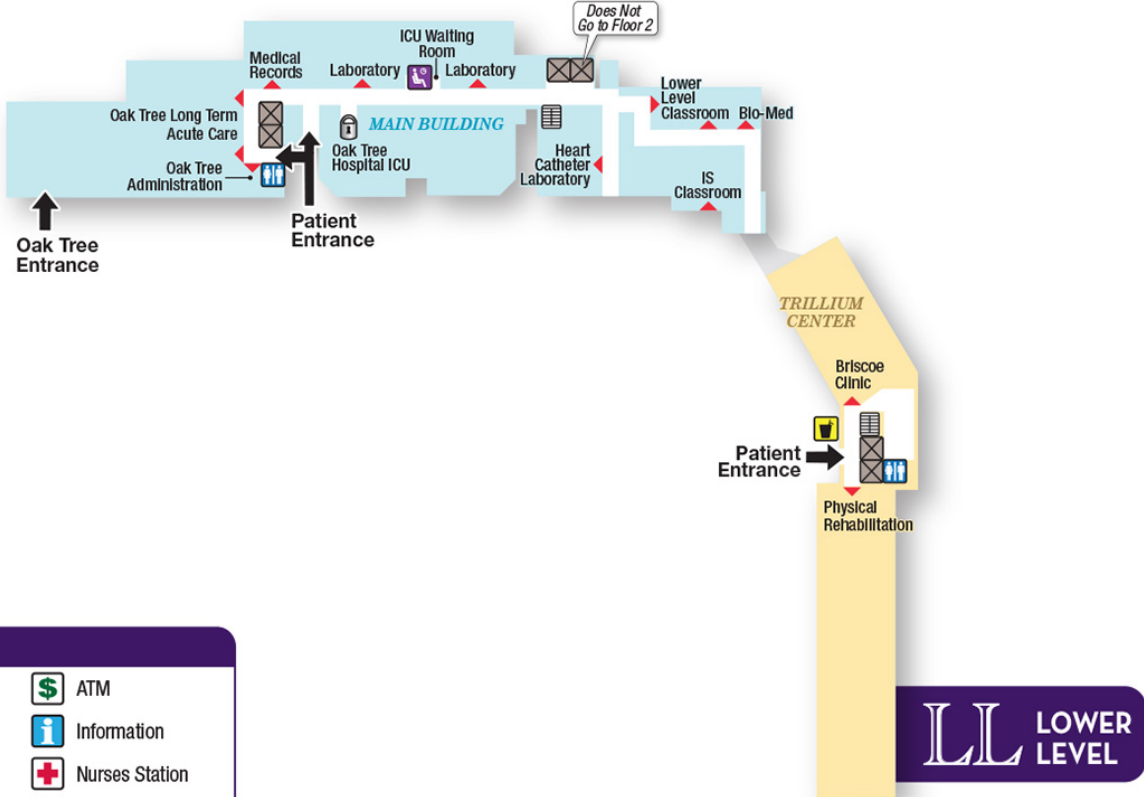 Does Not
Go to Floor 2
ICU Waiting
Room
Medical
Records
Laboratory
Laboratory
Lower
Level
Classroom
Bio-Med
Oak Tree Long Term
Acute Care
MAIN BUILDING
Oak Tree
Hospital ICU
Heart
Catheter
Laboratory
Oak Tree
Administration
IS
Classroom
Patient
Entrance
Oak Tree
Entrance
TRILLIUM
CENTER
Briscoe
Clinic
Patient
Entrance
Physical
Rehabilitation
$ ATM
i Information
Nurses Station
LL LOWER
LEVEL